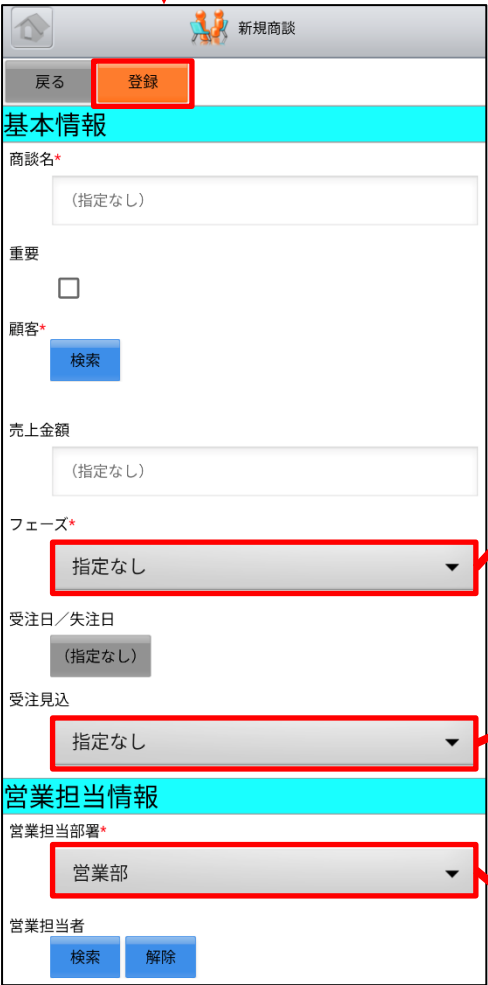 新規商談
戻る 登録
基本情報
商談名*
(指定なし)
重要
顧客*
検索
売上金額
(指定なし)
フェーズ*
指定なし
受注日／失注日
(指定なし)
受注見込
指定なし
営業担当情報
営業担当部署*
営業部
営業担当者
検索 解除